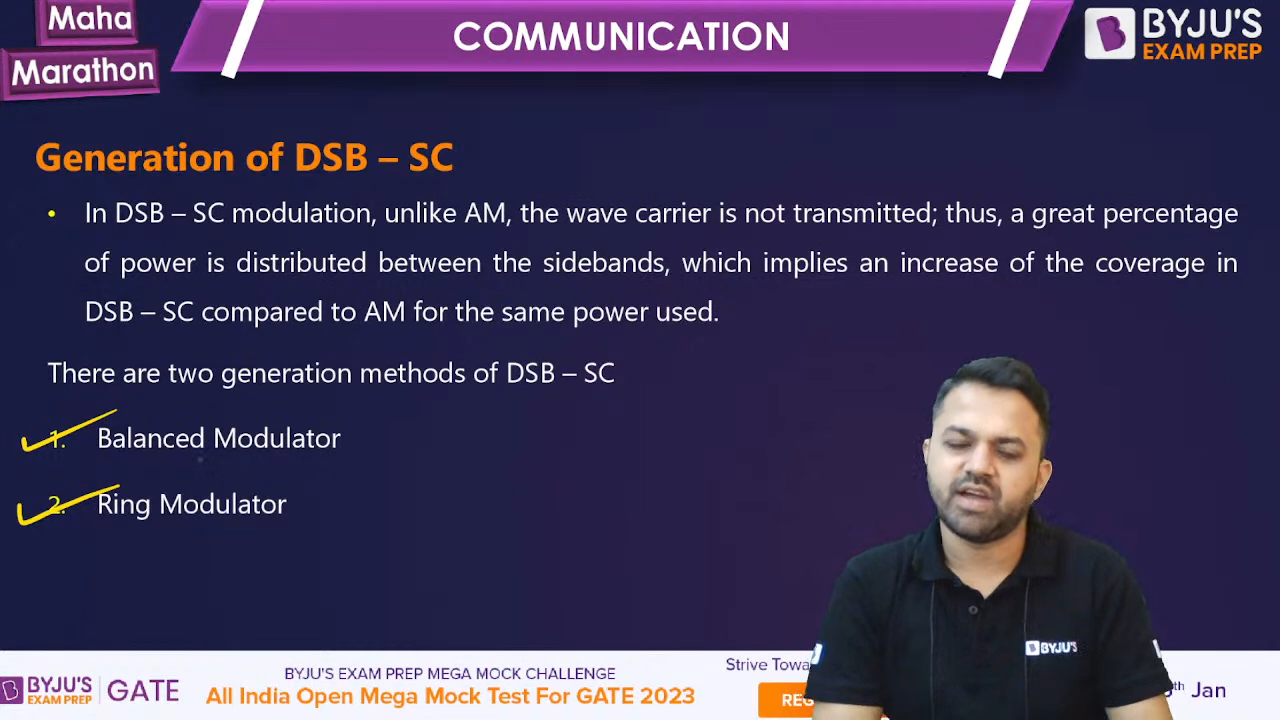 Maha
Marathon
COMMUNICATION
BYJU'S
EXAM PREP
Generation of DSB – SC
• In DSB – SC modulation, unlike AM, the wave carrier is not transmitted; thus, a great percentage
of power is distributed between the sidebands, which implies an increase of the coverage in
DSB – SC compared to AM for the same power used.
There are two generation methods of DSB – SC
1. Balanced Modulator
2. Ring Modulator
BYJU'S
BYJU'S
EXAM PREP
GATE
BYJU'S EXAM PREP MEGA MOCK CHALLENGE
All India Open Mega Mock Test For GATE 2023
Strive
REG
th Jan